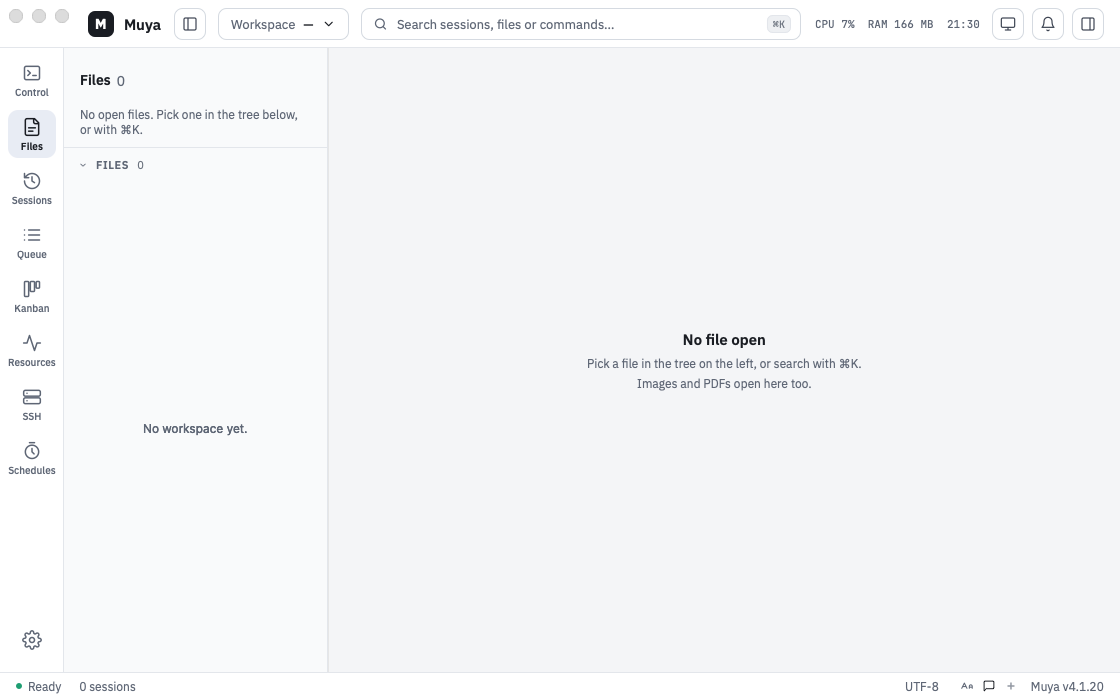 M Muya
Workspace –
Search sessions, files or commands...
⌘K
CPU 7% RAM 166 MB 21:30
Control
Files
Sessions
Queue
Kanban
Resources
SSH
Schedules
Files 0
No open files. Pick one in the tree below,
or with ⌘K.
FILES 0
No workspace yet.
No file open
Pick a file in the tree on the left, or search with ⌘K.
Images and PDFs open here too.
Ready 0 sessions
UTF-8 AA + Muya v4.1.20